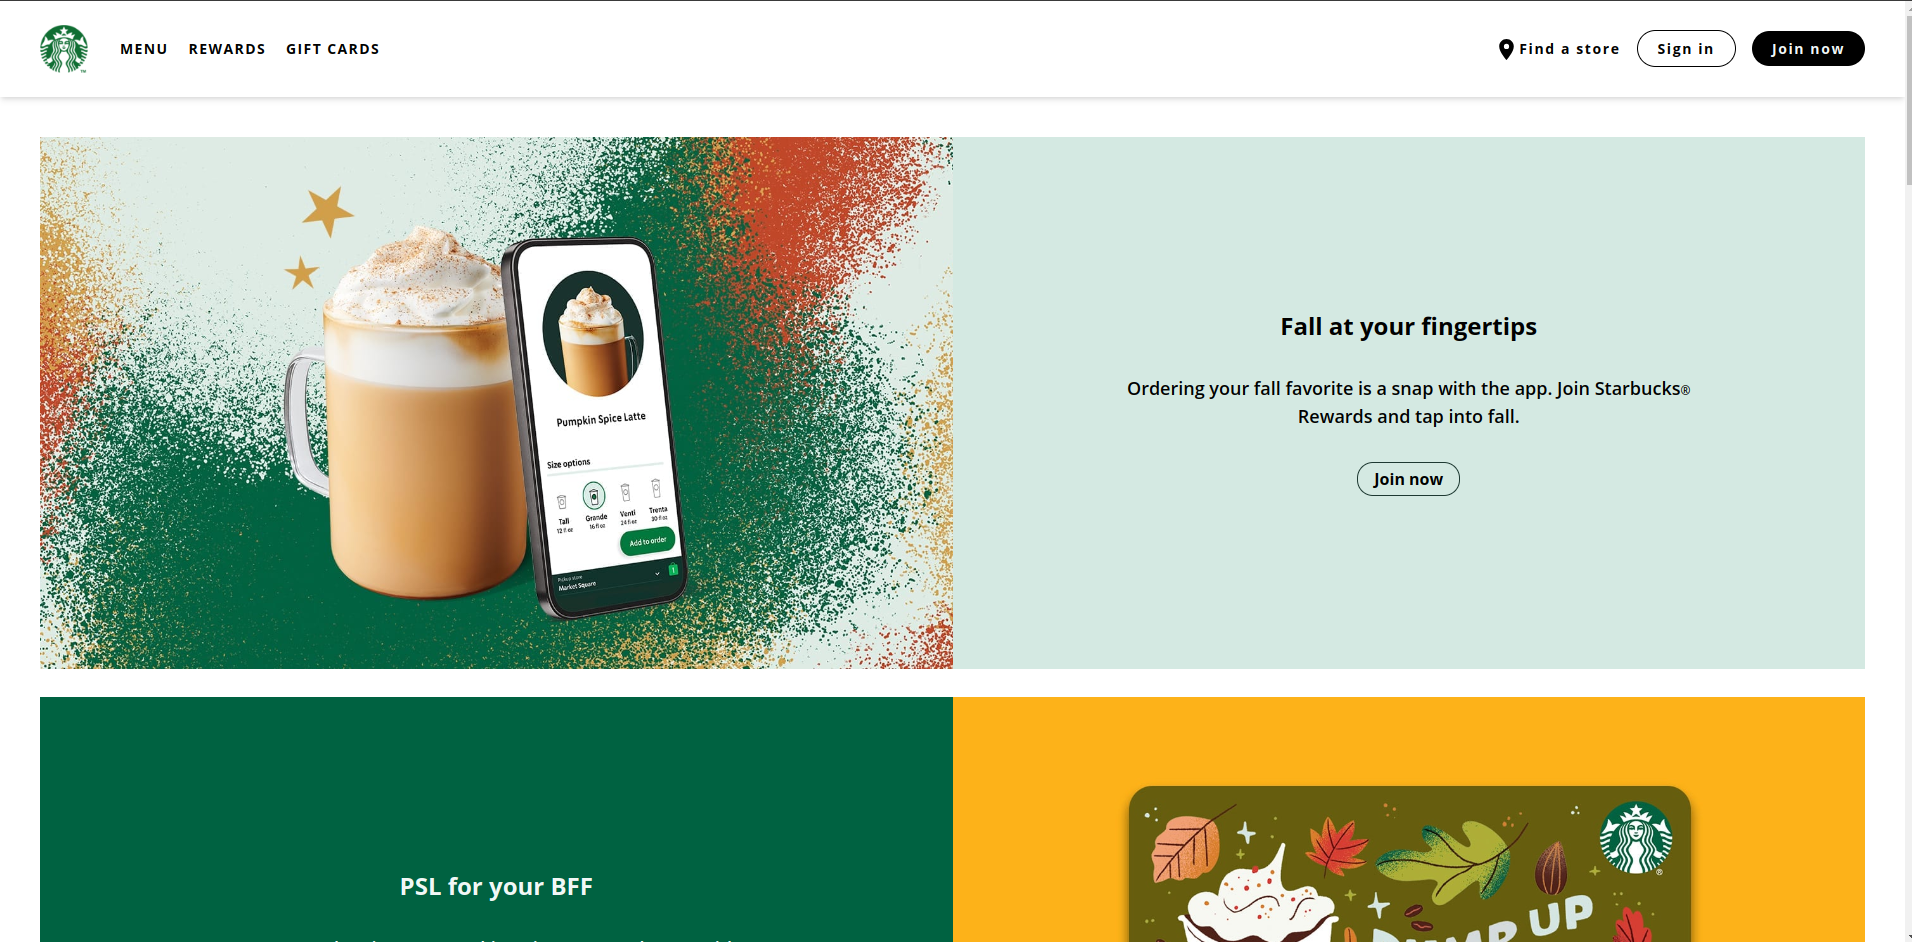 MENU REWARDS GIFT CARDS Find a store Sign in Join now
Pumpkin Spice Latte
Size options
Tall Grande Venti Trenta
12 fl oz 16 fl oz 24 fl oz 30 fl oz
Add to order
Pickup store
Market Square
1
Fall at your fingertips
Ordering your fall favorite is a snap with the app. Join Starbucks®
Rewards and tap into fall.
Join now
PSL for your BFF
UP